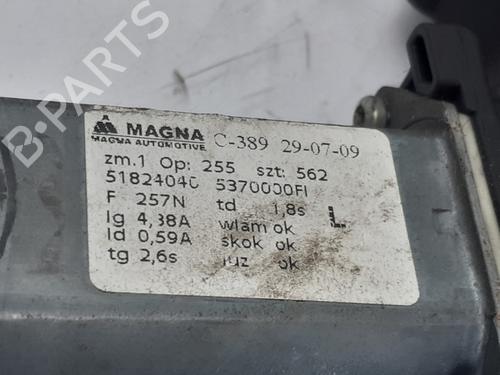 MAGNA C-389 29-07-09
MAGNA AUTOMOTIVE
zm.1 Op: 255 szt: 562
51824040 5370000FI
F 257N td 1,8s L
Ig 4,38A wlam ok
Id 0,59A skok ok
tg 2,6s luz ok
B-PARTS